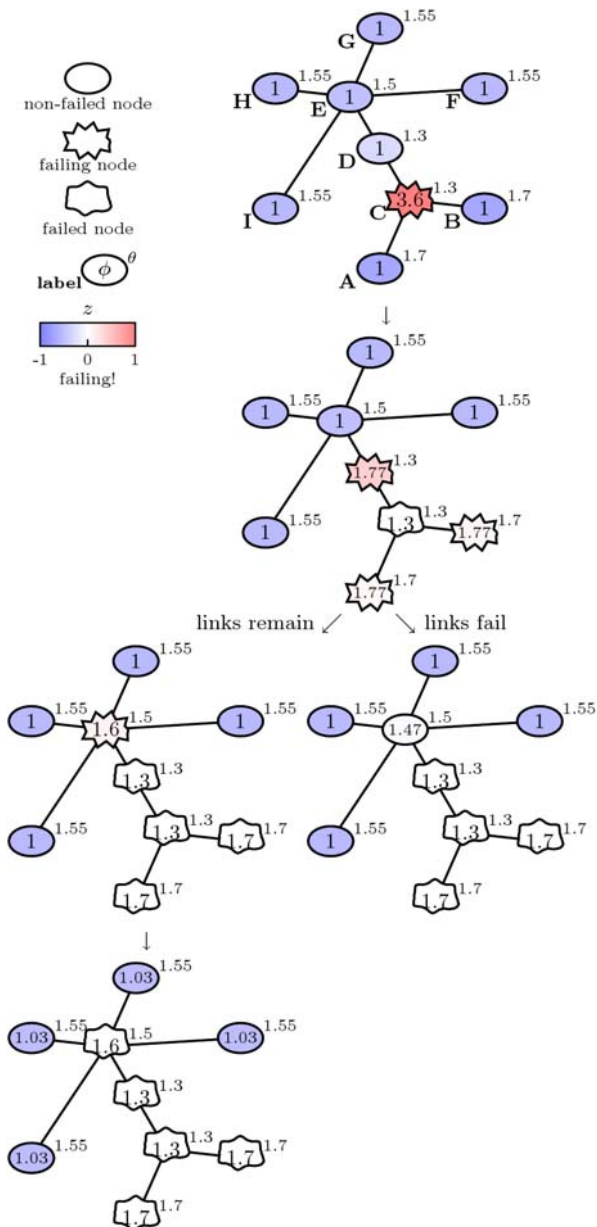 non-failed node
failing node
failed node
label ϕ θ
z
-1 0 1
failing!
G 1 1.55
H 1 1.55
E 1 1.5
F 1 1.55
D 1 1.3
I 1 1.55
C 3.6 1.3
B 1 1.7
A 1 1.7
↓
1 1.55
1 1.55
1 1.5
1 1.55
1.77 1.3
1 1.55
1.3 1.3
1.77 1.7
1.77 1.7
links remain ↙ ↘ links fail
1 1.55
1 1.55
1.6 1.5
1 1.55
1.3 1.3
1 1.55
1.3 1.3
1.7 1.7
1.7 1.7
1 1.55
1 1.55
1.47 1.5
1 1.55
1.3 1.3
1 1.55
1.3 1.3
1.7 1.7
1.7 1.7
↓
1.03 1.55
1.03 1.55
1.6 1.5
1.03 1.55
1.3 1.3
1.03 1.55
1.3 1.3
1.7 1.7
1.7 1.7